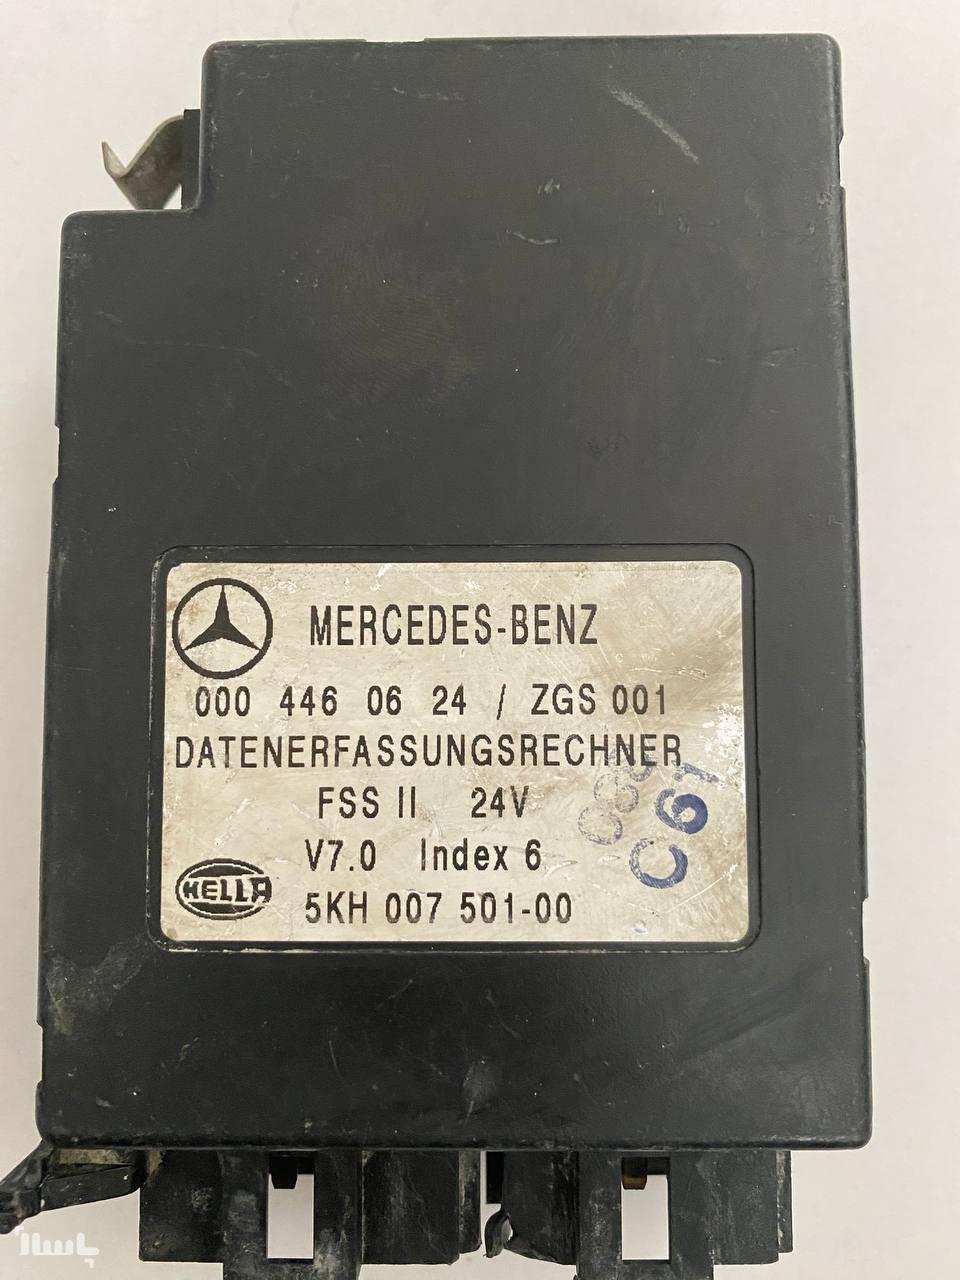 MERCEDES-BENZ
000 446 06 24 / ZGS 001
DATENERFASSUNGSRECHNER
FSS II 24V
V7.0 Index 6
HELLA
5KH 007 501-00
C61
باساز